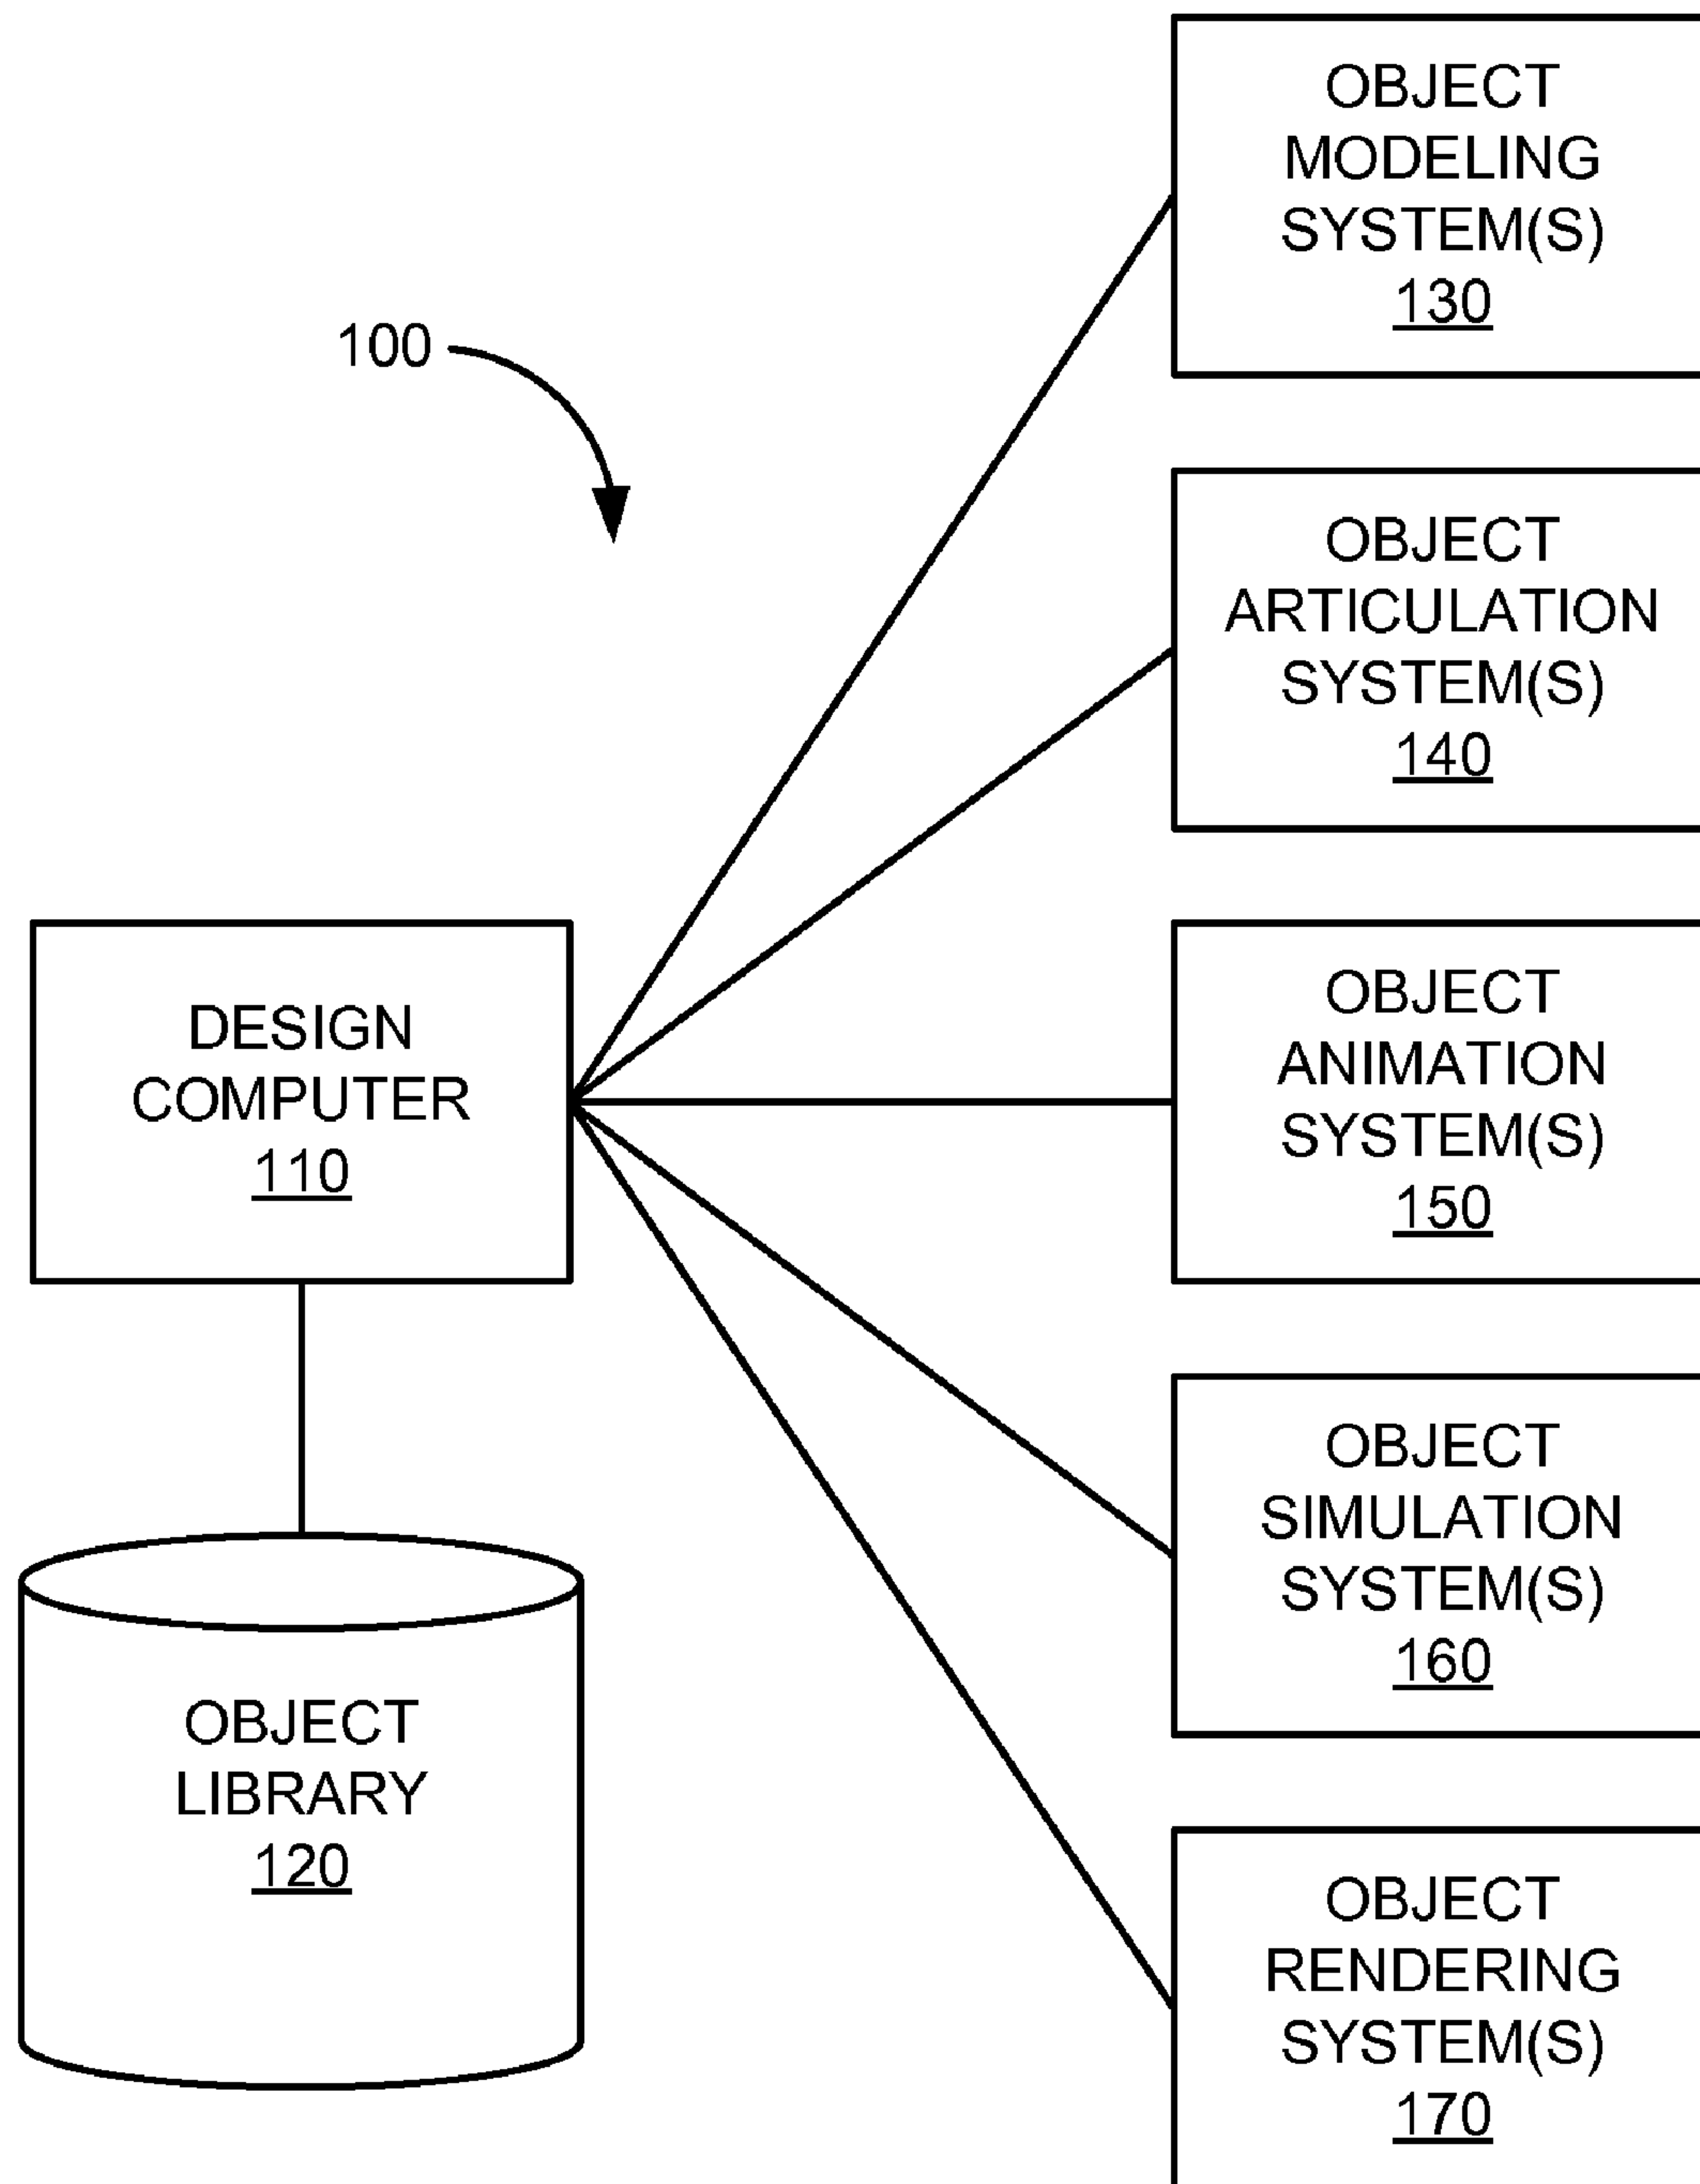 OBJECT
MODELING
SYSTEM(S)
130
100
OBJECT
ARTICULATION
SYSTEM(S)
140
DESIGN
COMPUTER
110
OBJECT
ANIMATION
SYSTEM(S)
150
OBJECT
SIMULATION
SYSTEM(S)
160
OBJECT
LIBRARY
120
OBJECT
RENDERING
SYSTEM(S)
170